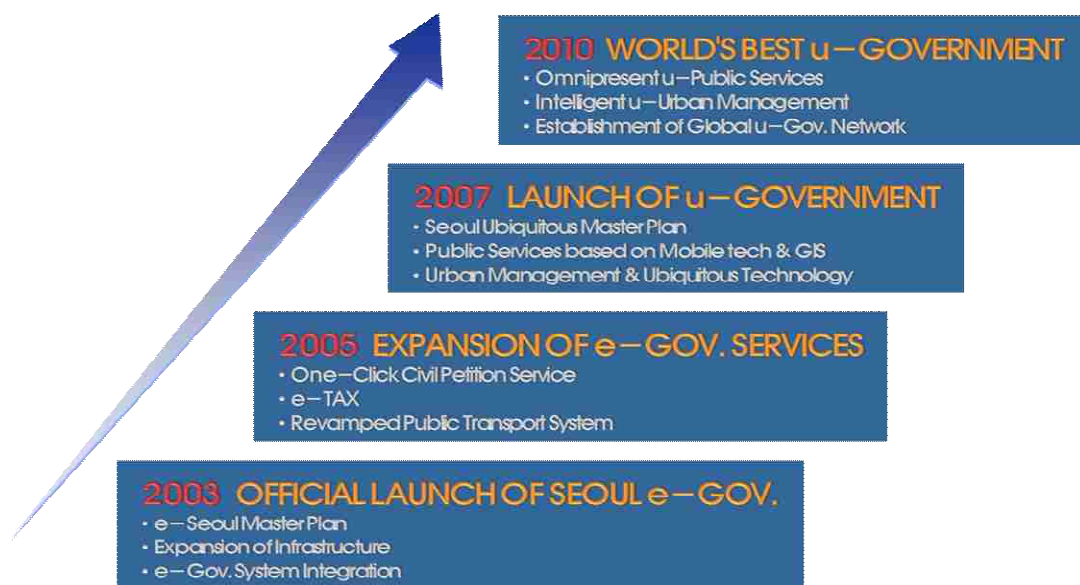 2010 WORLD'S BEST u-GOVERNMENT
· Omnipresent u-Public Services
· Intelligent u-Urban Management
· Establishment of Global u-Gov. Network
2007 LAUNCH OF u-GOVERNMENT
· Seoul Ubiquitous Master Plan
· Public Services based on Mobile tech & GIS
· Urban Management & Ubiquitous Technology
2005 EXPANSION OF e-GOV. SERVICES
· One-Click Civil Petition Service
· e-TAX
· Revamped Public Transport System
2003 OFFICIAL LAUNCH OF SEOUL e-GOV.
· e-Seoul Master Plan
· Expansion of Infrastructure
· e-Gov. System Integration